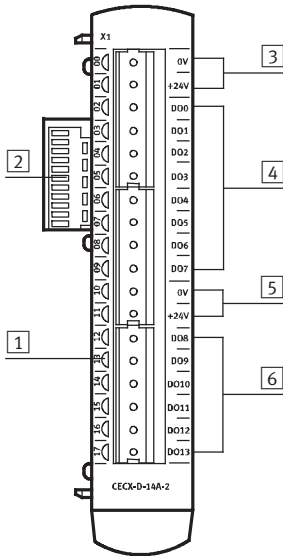 X1
00 0V 3
01 +24V
02 DO0
03 DO1
2 04 DO2
05 DO3 4
06 DO4
07 DO5
08 DO6
09 DO7
10 0V 5
11 +24V
1 12 DO8
13 DO9
14 DO10 6
15 DO11
16 DO12
17 DO13
CECX-D-14A-2